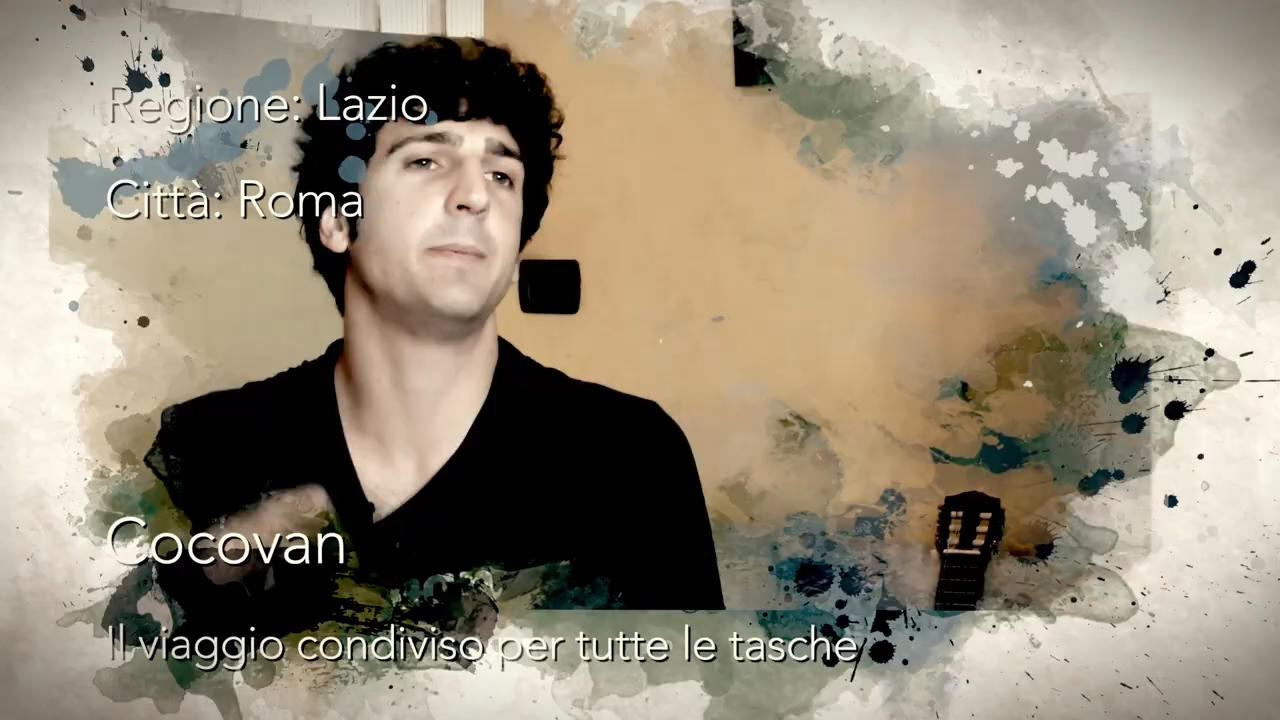 Regione: Lazio
Città: Roma
Cocovan
Il viaggio condiviso per tutte le tasche